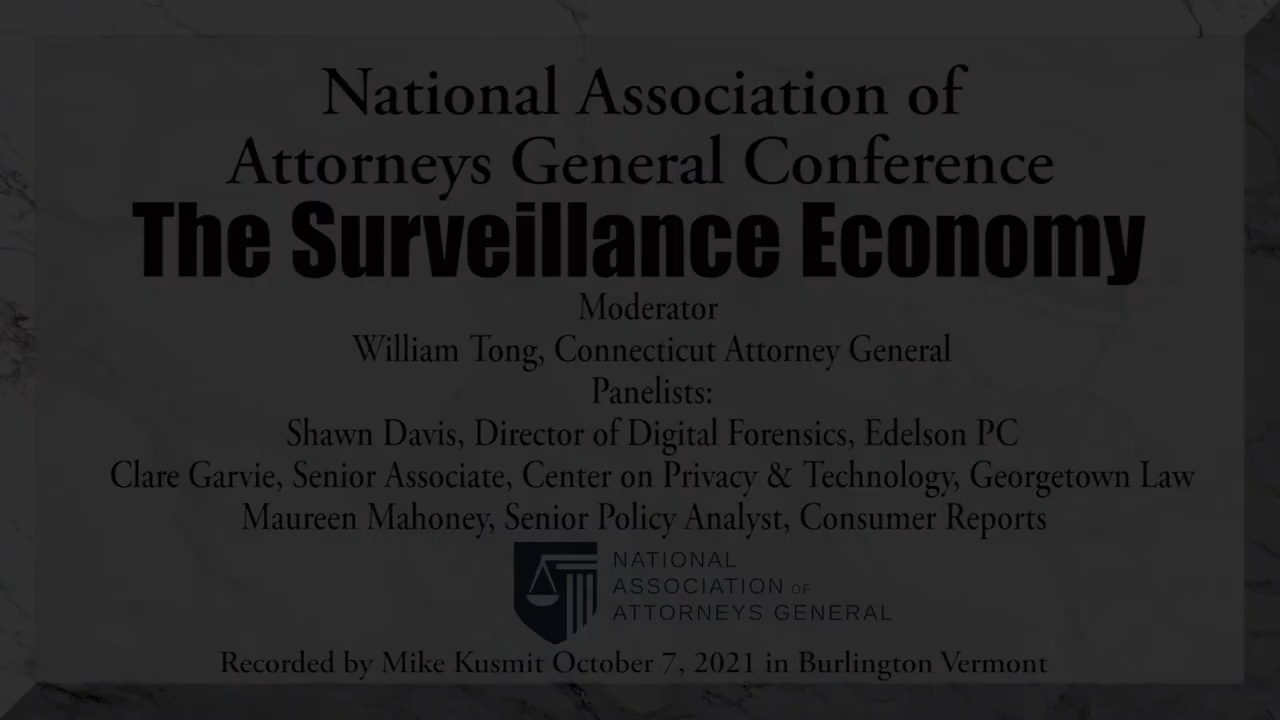 National Association of
Attorneys General Conference
The Surveillance Economy
Moderator
William Tong, Connecticut Attorney General
Panelists:
Shawn Davis, Director of Digital Forensics, Edelson PC
Clare Garvie, Senior Associate, Center on Privacy & Technology, Georgetown Law
Maureen Mahoney, Senior Policy Analyst, Consumer Reports
NATIONAL
ASSOCIATION OF
ATTORNEYS GENERAL
Recorded by Mike Kusmit October 7, 2021 in Burlington Vermont